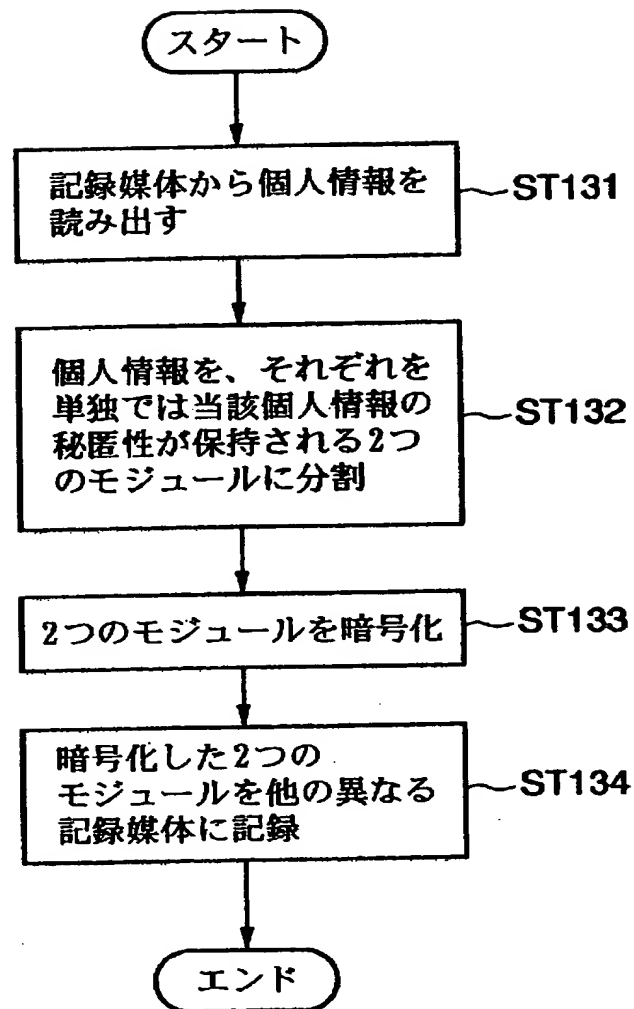 スタート
記録媒体から個人情報を
読み出す
ST131
個人情報を、それぞれを
単独では当該個人情報の
秘匿性が保持される2つ
のモジュールに分割
ST132
2つのモジュールを暗号化
ST133
暗号化した2つの
モジュールを他の異なる
記録媒体に記録
ST134
エンド